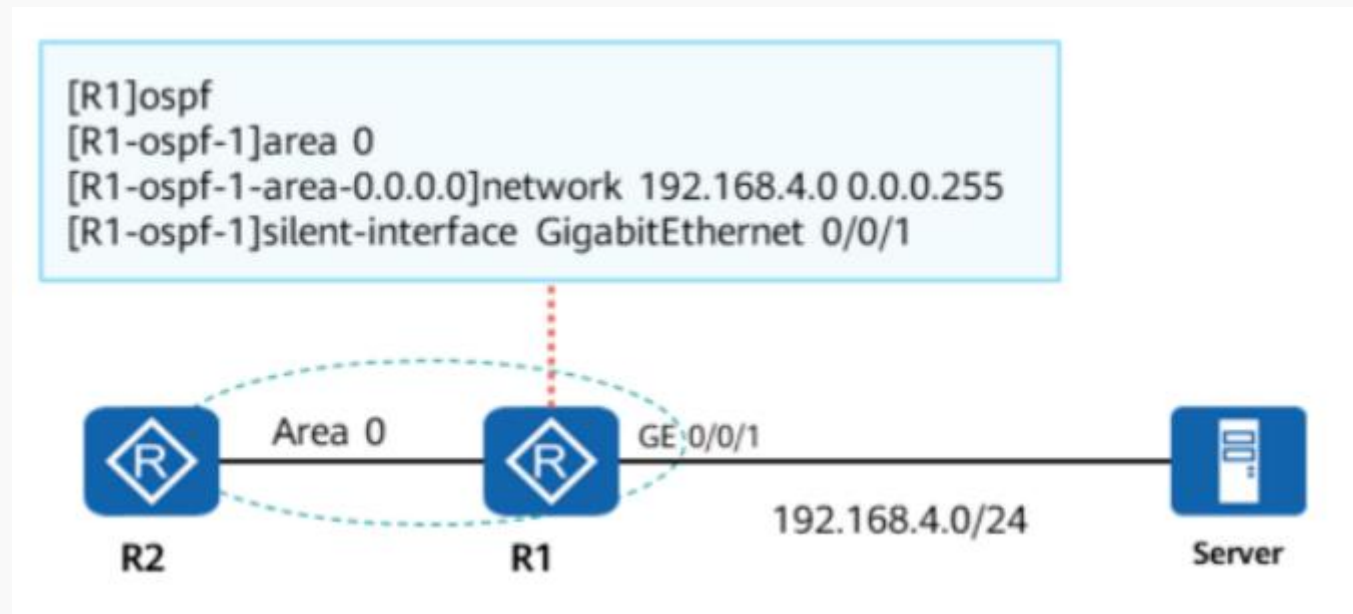 [R1]ospf
[R1-ospf-1]area 0
[R1-ospf-1-area-0.0.0.0]network 192.168.4.0 0.0.0.255
[R1-ospf-1]silent-interface GigabitEthernet 0/0/1
Area 0
GE 0/0/1
R
R
192.168.4.0/24
R2
R1
Server